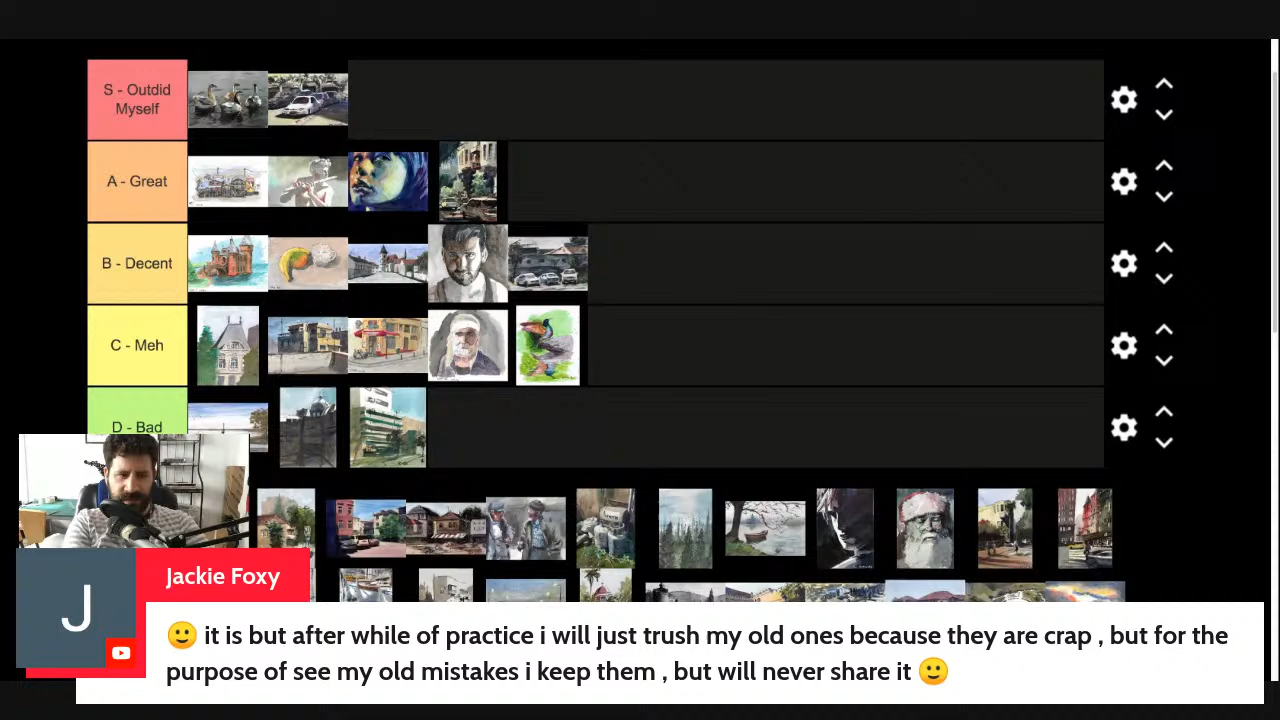 S - Outdid
Myself
A - Great
B - Decent
C - Meh
D - Bad
J
Jackie Foxy
🙂 it is but after while of practice i will just trush my old ones because they are crap , but for the
purpose of see my old mistakes i keep them , but will never share it 🙂